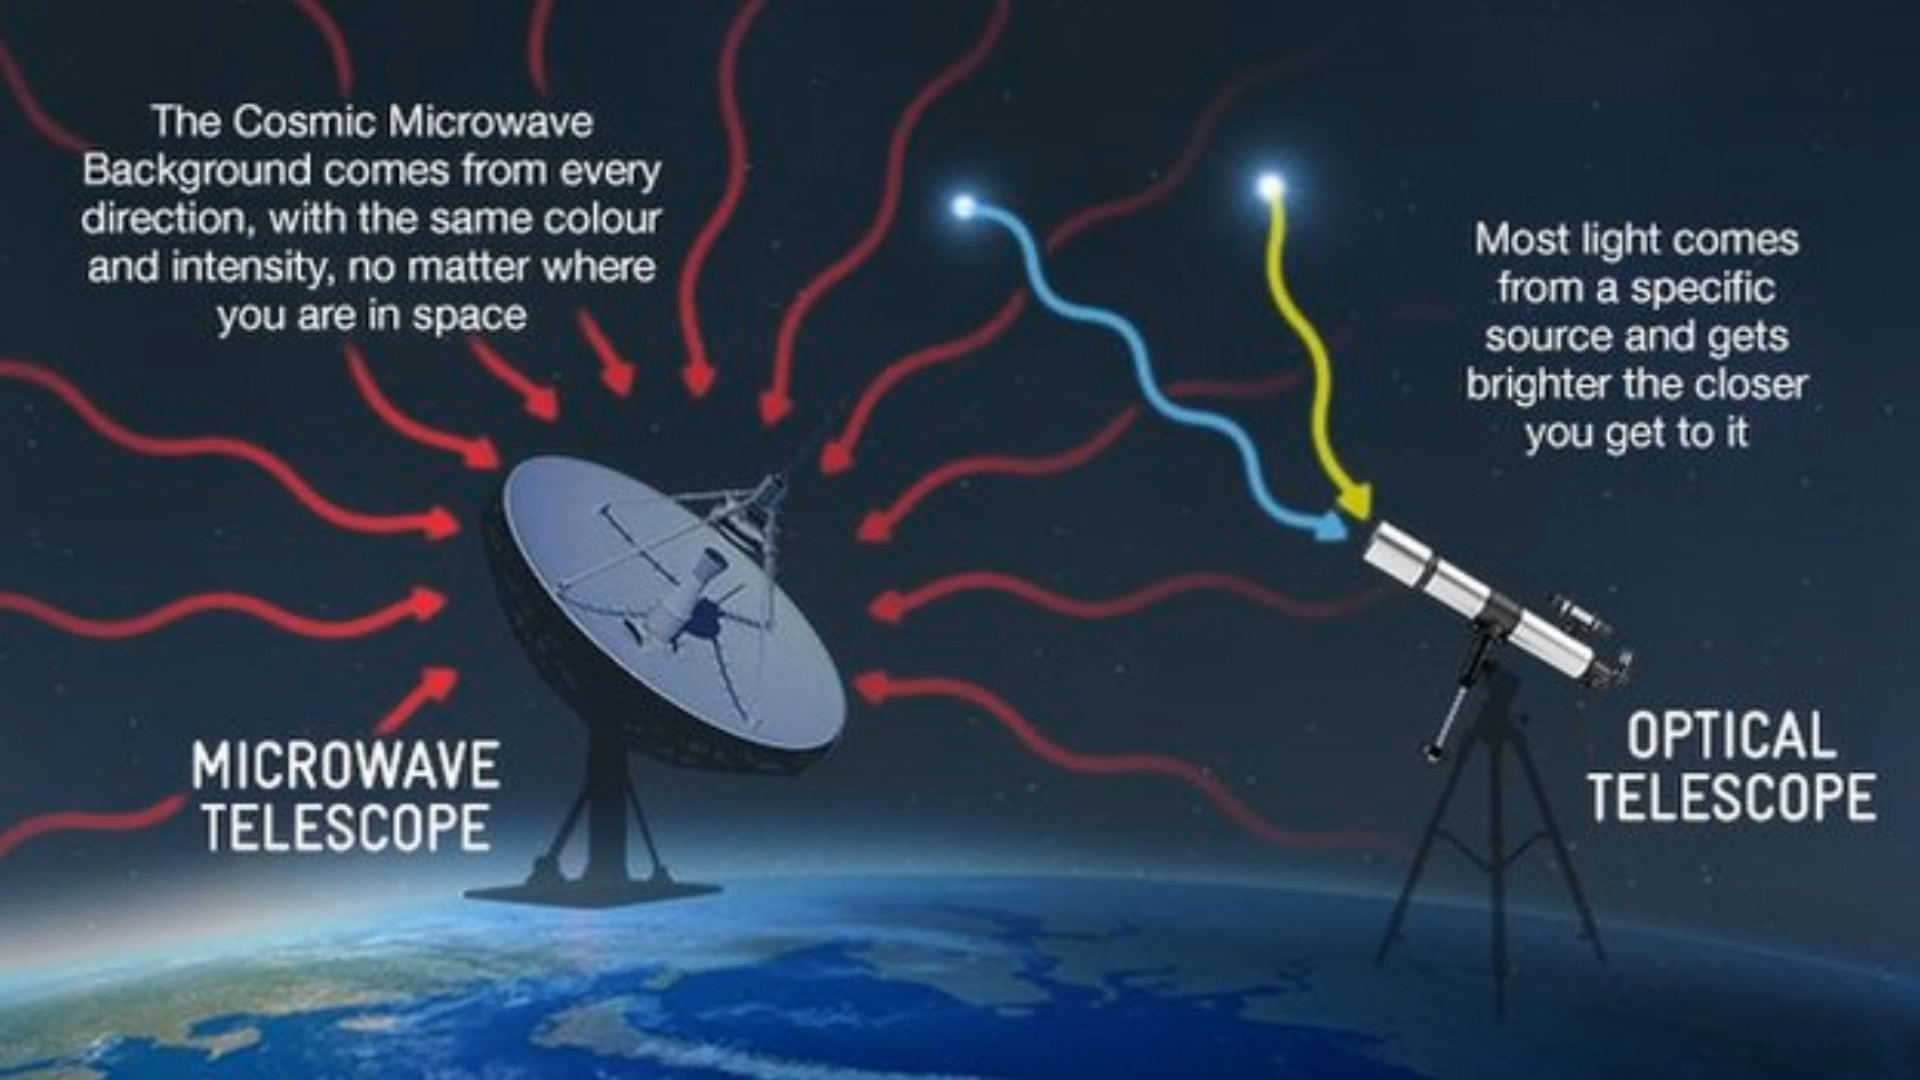 The Cosmic Microwave
Background comes from every
direction, with the same colour
and intensity, no matter where
you are in space
Most light comes
from a specific
source and gets
brighter the closer
you get to it
MICROWAVE
TELESCOPE
OPTICAL
TELESCOPE